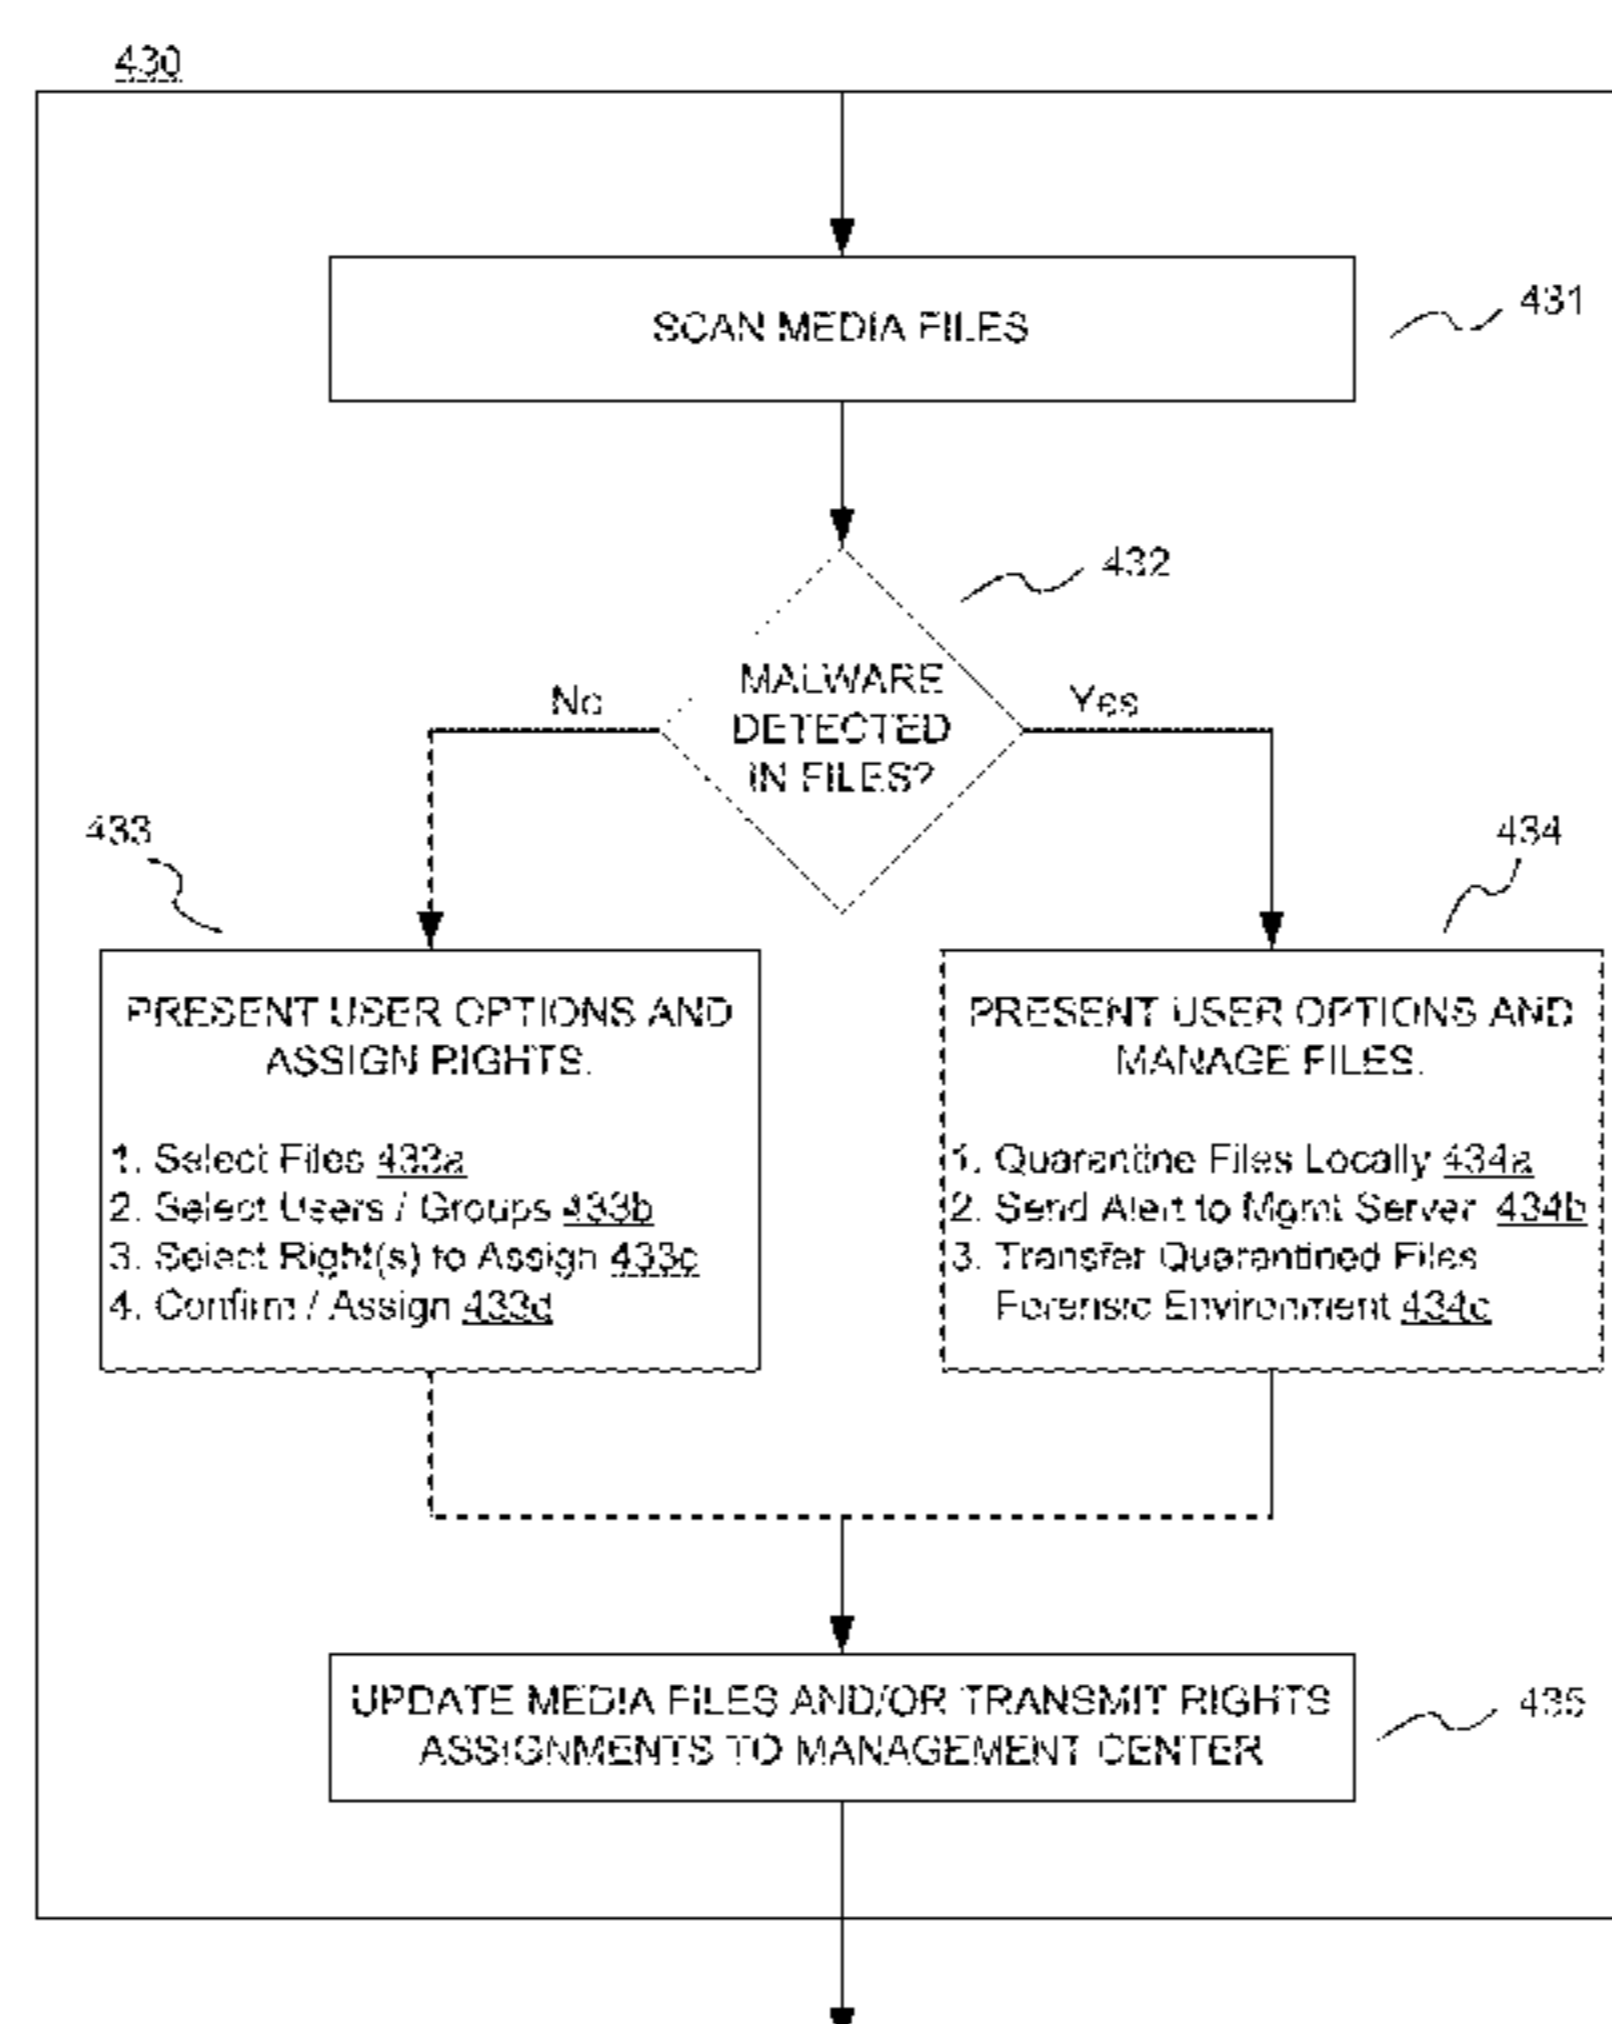 430
SCAN MEDIA FILES
431
432
MALWARE
DETECTED
IN FILES?
No
Yes
433
434
PRESENT USER OPTIONS AND
ASSIGN RIGHTS.
1. Select Files 433a
2. Select Users / Groups 433b
3. Select Right(s) to Assign 433c
4. Confirm / Assign 433d
PRESENT USER OPTIONS AND
MANAGE FILES.
1. Quarantine Files Locally 434a
2. Send Alert to Mgmt Server 434b
3. Transfer Quarantined Files
Forensic Environment 434c
UPDATE MEDIA FILES AND/OR TRANSMIT RIGHTS
ASSIGNMENTS TO MANAGEMENT CENTER
435